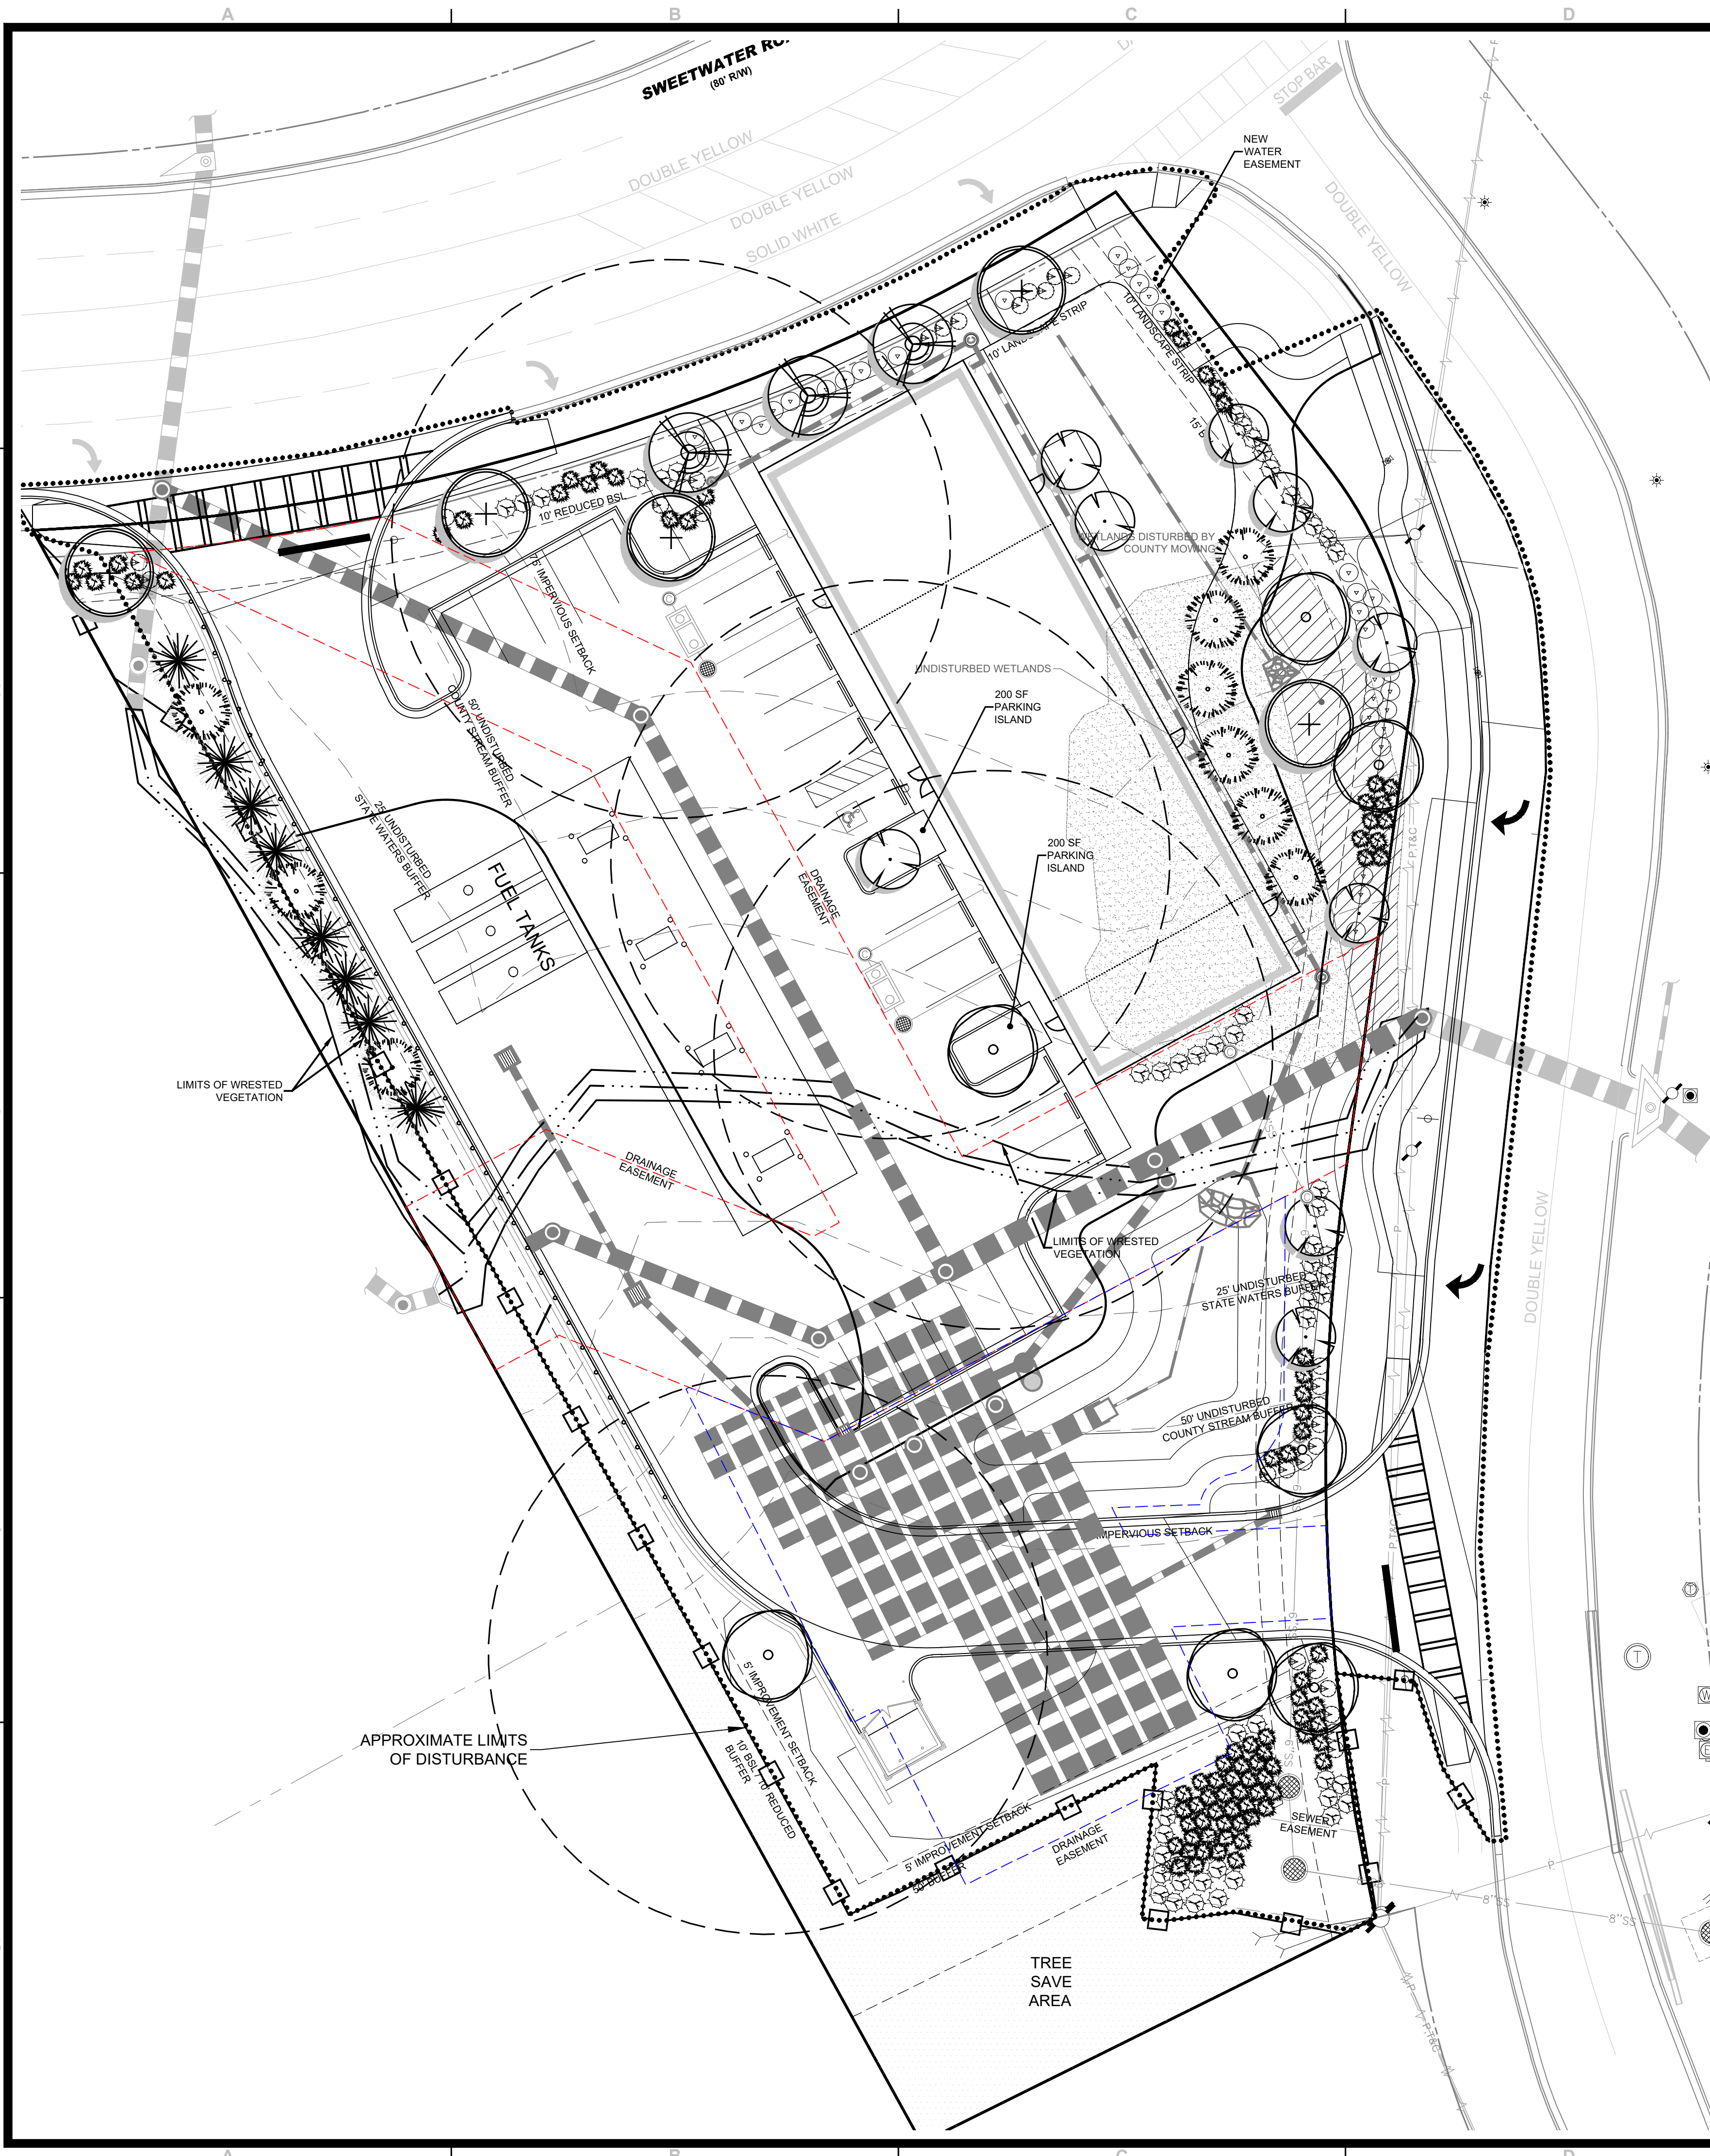 A
B
C
D
(80' R/W)
STOP BAR
NEW
WATER
EASEMENT
DOUBLE YELLOW
DOUBLE YELLOW
SOLID WHITE
DOUBLE YELLOW
10' LANDSCAPE STRIP
10' LANDSCAPE STRIP
10' REDUCED BSL
WETLANDS DISTURBED BY
COUNTY MOWING
IMPERVIOUS SETBACK
UNDISTURBED WETLANDS
200 SF
PARKING
ISLAND
50' UNDISTURBED
COUNTY STREAM BUFFER
25' UNDISTURBED
STATE WATERS BUFFER
200 SF
PARKING
ISLAND
P,T&C
FUEL TANKS
DRAINAGE
EASEMENT
LIMITS OF WRESTED
VEGETATION
DRAINAGE
EASEMENT
LIMITS OF WRESTED
VEGETATION
DOUBLE YELLOW
25' UNDISTURBED
STATE WATERS BUFFER
50' UNDISTURBED
COUNTY STREAM BUFFER
IMPERVIOUS SETBACK
P,T&C
5' IMPROVEMENT SETBACK
APPROXIMATE LIMITS
OF DISTURBANCE
10' BSL / 10' REDUCED
BUFFER
5' IMPROVEMENT SETBACK
50' BUFFER
DRAINAGE
EASEMENT
SEWER
EASEMENT
8"SS
8"SS
TREE
SAVE
AREA
P,T&C
A
B
C
D